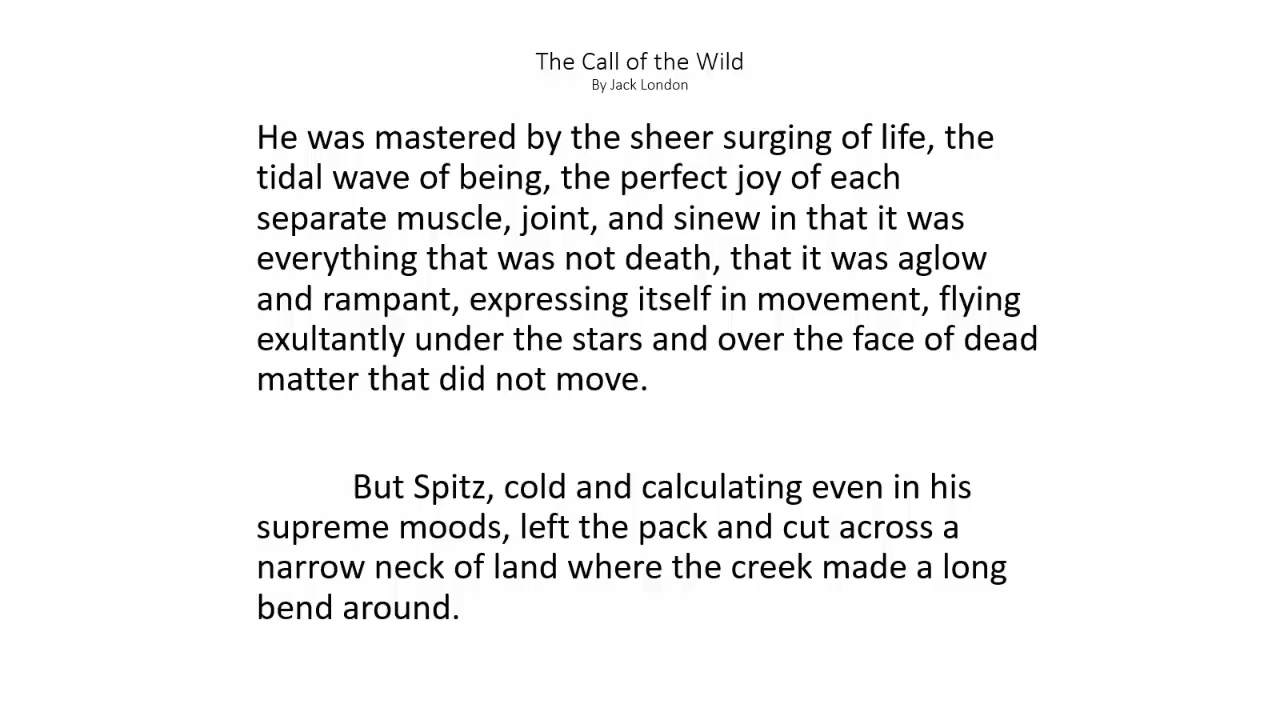 The Call of the Wild
By Jack London
He was mastered by the sheer surging of life, the
tidal wave of being, the perfect joy of each
separate muscle, joint, and sinew in that it was
everything that was not death, that it was aglow
and rampant, expressing itself in movement, flying
exultantly under the stars and over the face of dead
matter that did not move.
But Spitz, cold and calculating even in his
supreme moods, left the pack and cut across a
narrow neck of land where the creek made a long
bend around.